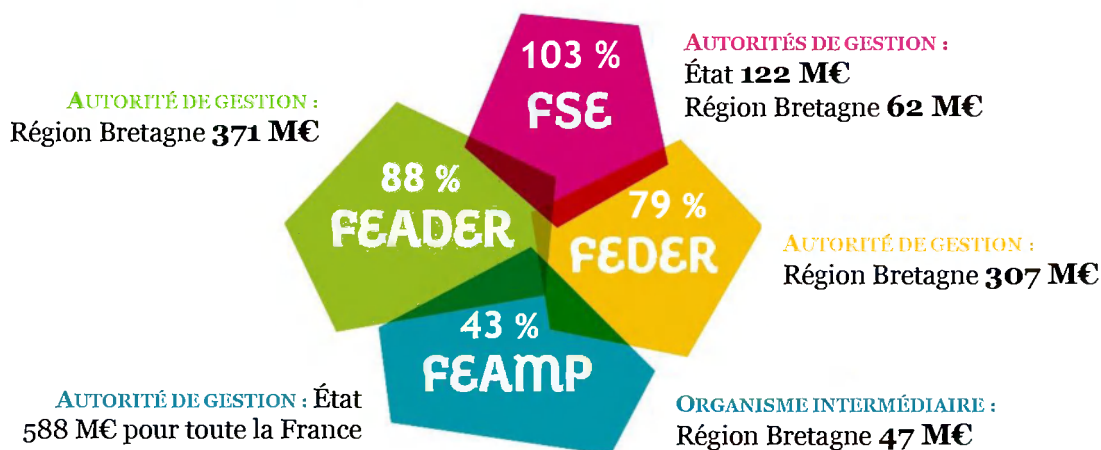 103 %
FSE
AUTORITÉS DE GESTION :
État 122 M€
Région Bretagne 62 M€
AUTORITÉ DE GESTION :
Région Bretagne 371 M€
88 %
FEADER
79 %
FEDER
AUTORITÉ DE GESTION :
Région Bretagne 307 M€
43 %
FEAMP
AUTORITÉ DE GESTION : État
588 M€ pour toute la France
ORGANISME INTERMÉDIAIRE :
Région Bretagne 47 M€